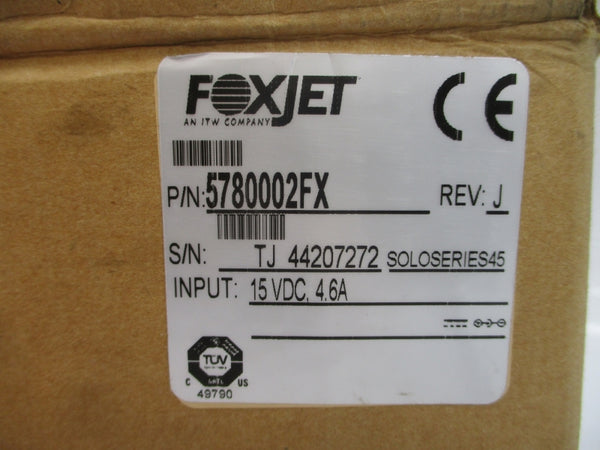 FOXJET
AN ITW COMPANY
CE
P/N: 5780002FX REV: J
S/N: TJ 44207272 SOLOSERIES45
INPUT: 15 VDC, 4.6A
TÜV
C US
49790